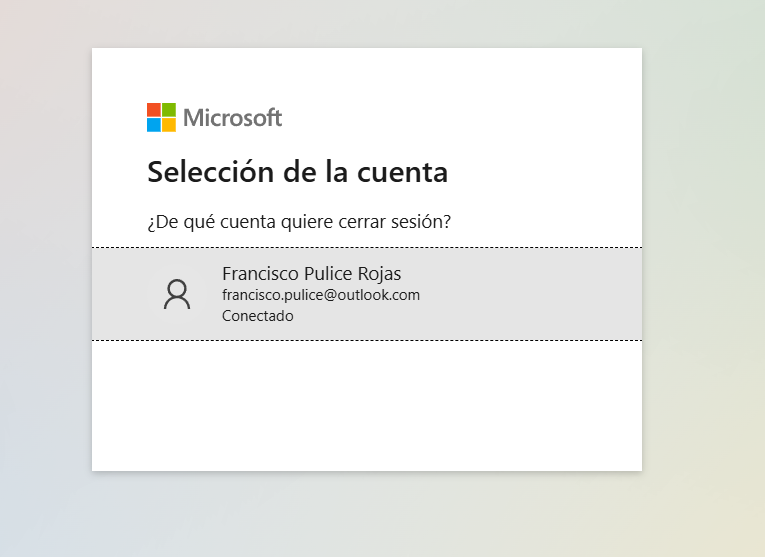 Microsoft
Selección de la cuenta
¿De qué cuenta quiere cerrar sesión?
Francisco Pulice Rojas
francisco.pulice@outlook.com
Conectado